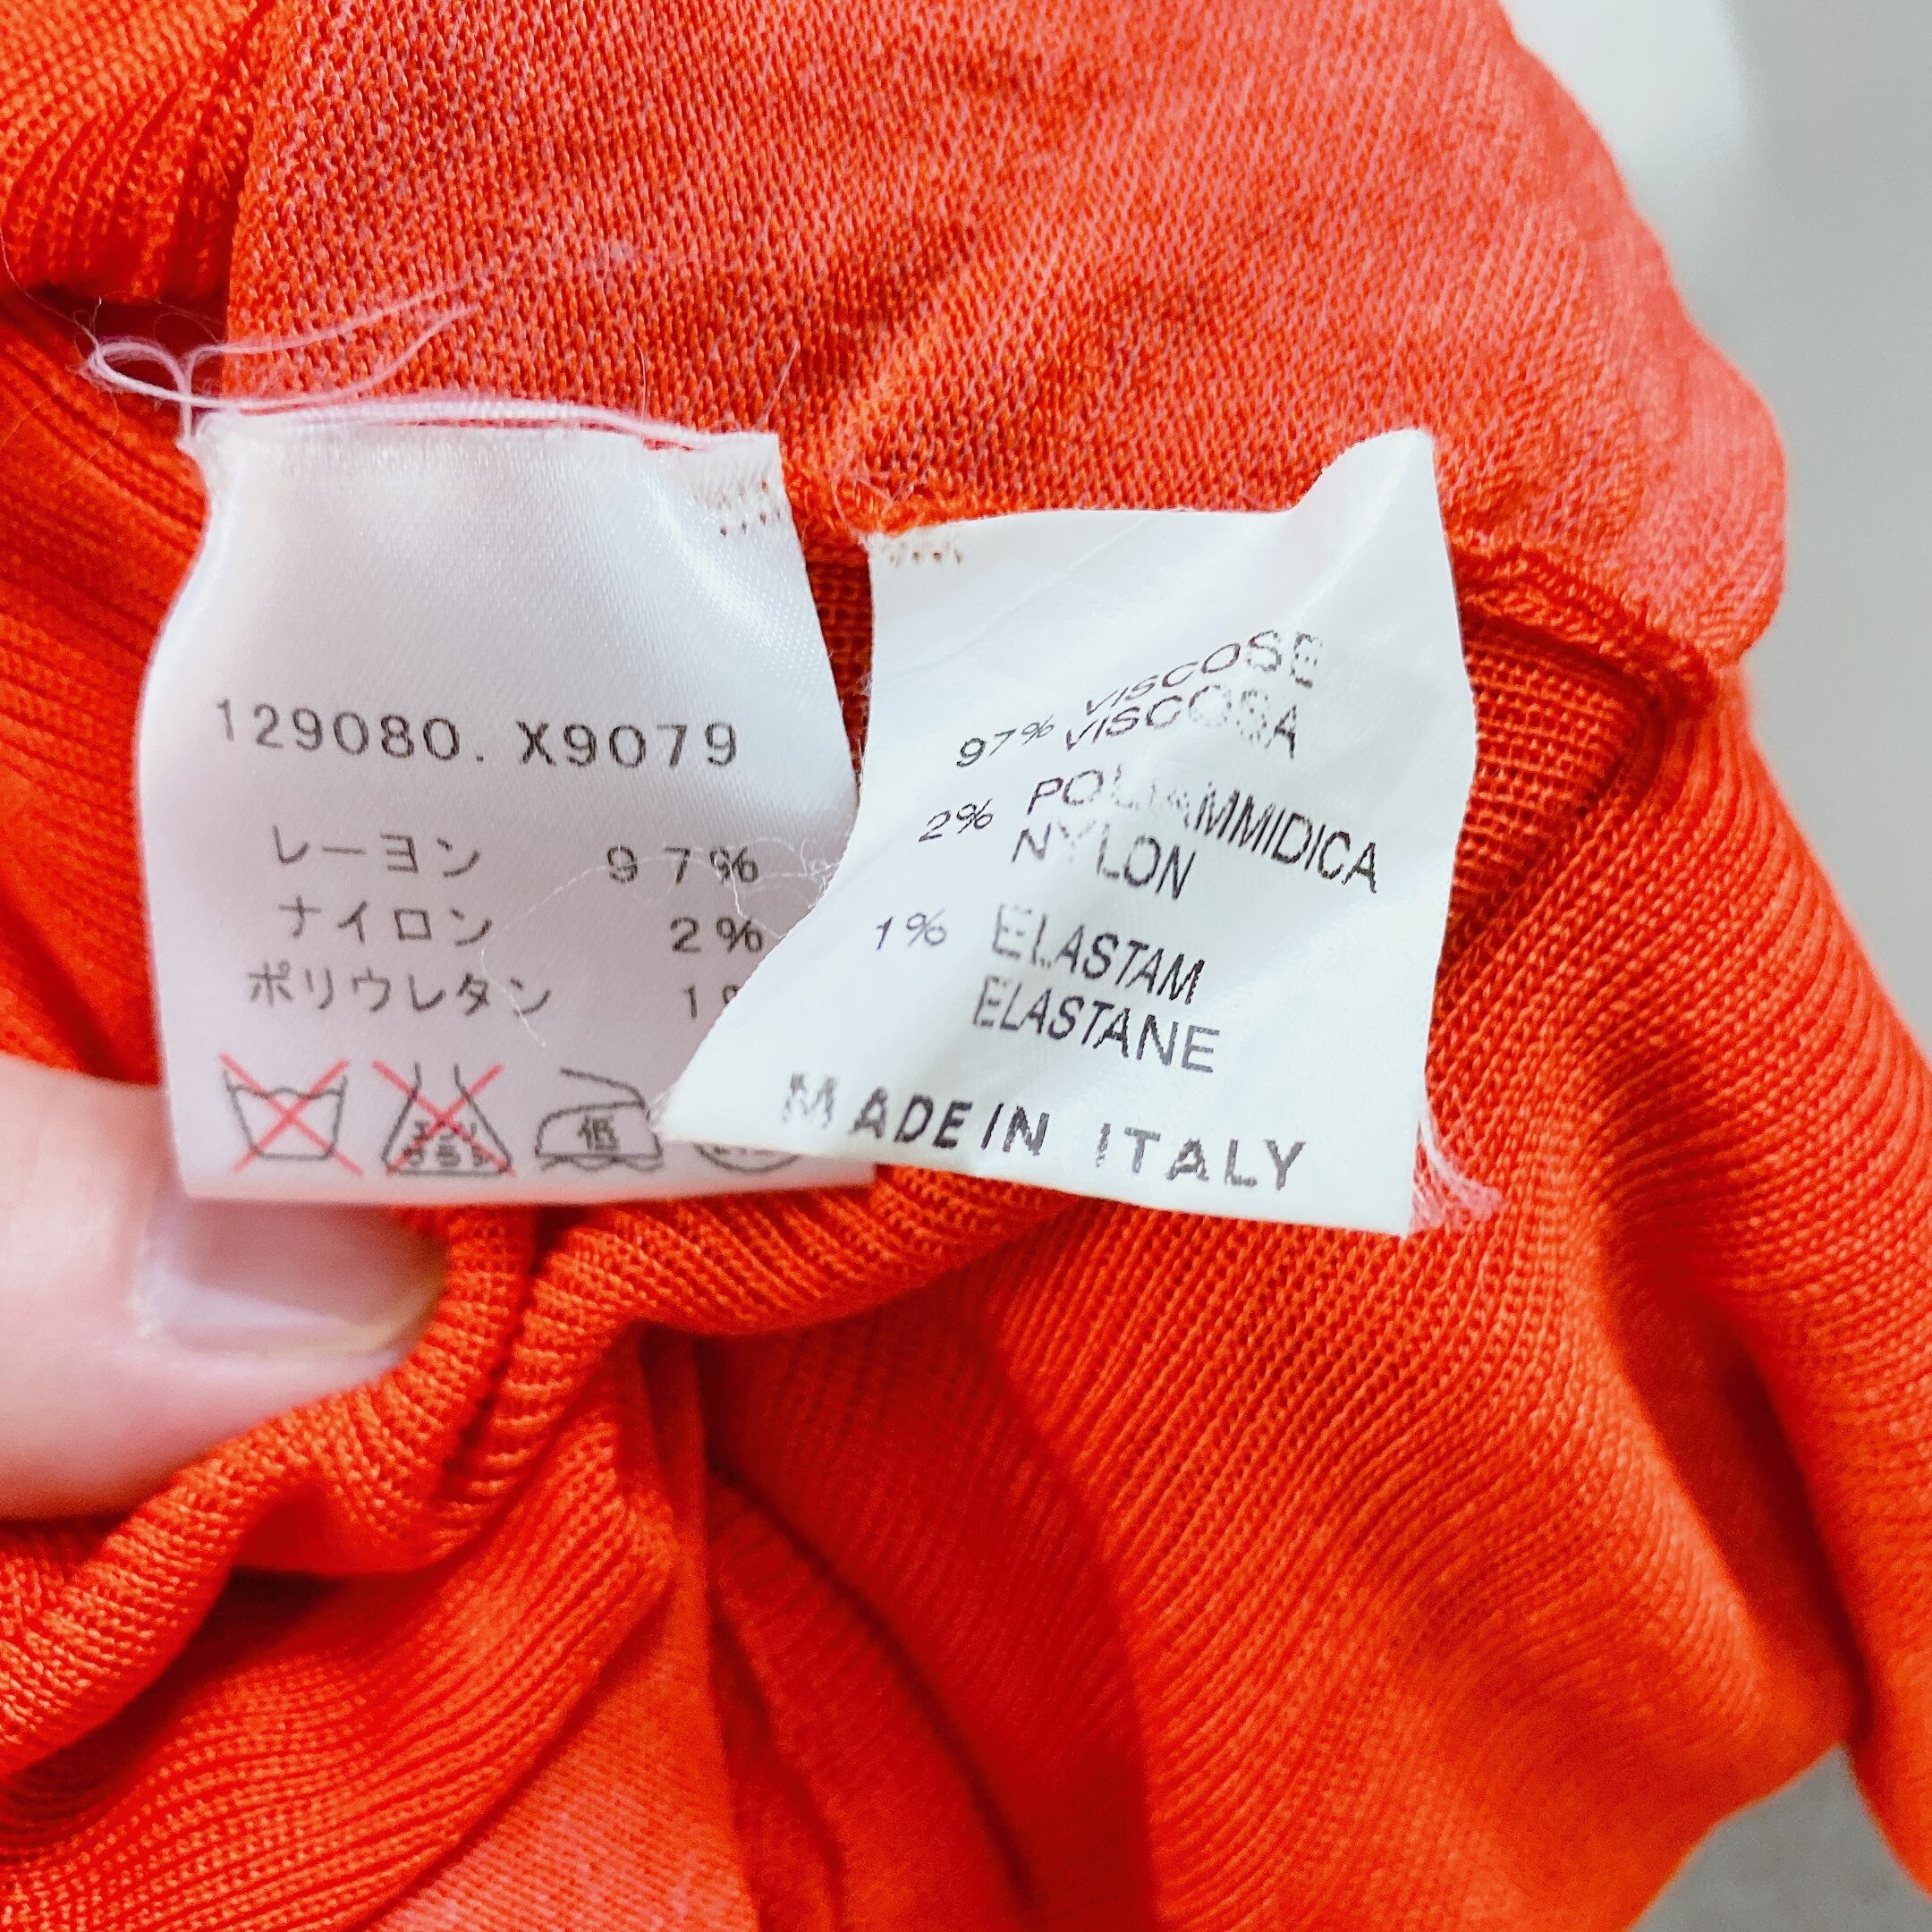 129080. X9079
レーヨン 97%
ナイロン 2%
ポリウレタン 1%
低
97% VISCOSE
VISCOSA
2% POLIAMMIDICA
NYLON
1% ELASTAM
ELASTANE
MADE IN ITALY